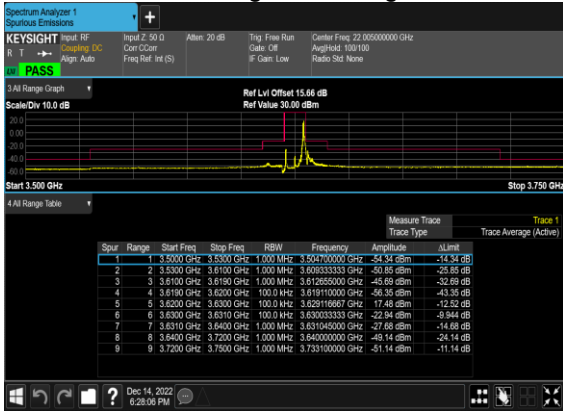 Spectrum Analyzer 1
Spurious Emissions
+
KEYSIGHT Input: RF Input Z: 50 Ω Atten: 20 dB Trig: Free Run Center Freq: 22.005000000 GHz
R T Coupling: DC Corr CCorr Gate: Off Avg|Hold: 100/100
Align: Auto Freq Ref: Int (S) IF Gain: Low Radio Std: None
PASS
3 All Range Graph Ref Lvl Offset 15.66 dB
Scale/Div 10.0 dB Ref Value 30.00 dBm
20.0
0.00
-20.0
-40.0
-60.0
Start 3.500 GHz Stop 3.750 GHz
4 All Range Table
Measure Trace Trace 1
Trace Type Trace Average (Active)
Spur Range Start Freq Stop Freq RBW Frequency Amplitude ΔLimit
1 1 3.5000 GHz 3.5300 GHz 1.000 MHz 3.504700000 GHz -54.34 dBm -14.34 dB
2 2 3.5300 GHz 3.6100 GHz 1.000 MHz 3.609333333 GHz -50.85 dBm -25.85 dB
3 3 3.6100 GHz 3.6190 GHz 1.000 MHz 3.612655000 GHz -45.69 dBm -32.69 dB
4 4 3.6190 GHz 3.6200 GHz 100.0 kHz 3.619110000 GHz -56.35 dBm -43.35 dB
5 5 3.6200 GHz 3.6300 GHz 100.0 kHz 3.629116667 GHz 17.48 dBm -12.52 dB
6 6 3.6300 GHz 3.6310 GHz 100.0 kHz 3.630033333 GHz -22.94 dBm -9.944 dB
7 7 3.6310 GHz 3.6400 GHz 1.000 MHz 3.631045000 GHz -27.68 dBm -14.68 dB
8 8 3.6400 GHz 3.7200 GHz 1.000 MHz 3.640000000 GHz -49.14 dBm -24.14 dB
9 9 3.7200 GHz 3.7500 GHz 1.000 MHz 3.733100000 GHz -51.14 dBm -11.14 dB
? Dec 14, 2022
6:28:06 PM